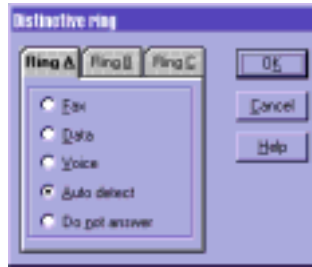 Distinctive ring
Ring A Ring B Ring C
Fax
Data
Voice
Auto detect
Do not answer
OK
Cancel
Help